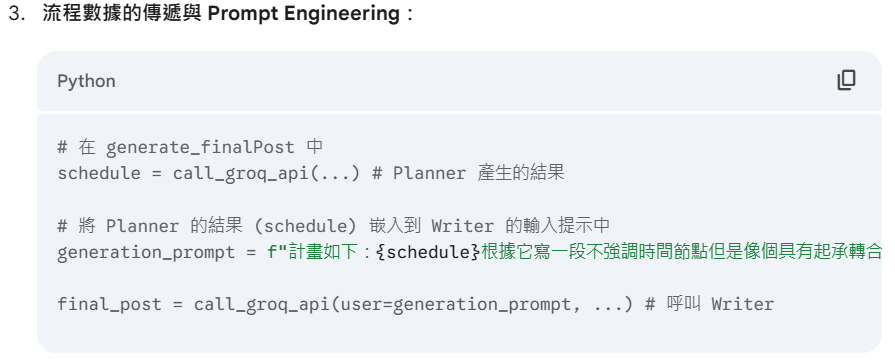 3. 流程數據的傳遞與 Prompt Engineering：
Python
# 在 generate_finalPost 中
schedule = call_groq_api(...) # Planner 產生的結果
# 將 Planner 的結果 (schedule) 嵌入到 Writer 的輸入提示中
generation_prompt = f"計畫如下：{schedule}根據它寫一段不強調時間節點但是像個具有起承轉合
final_post = call_groq_api(user=generation_prompt, ...) # 呼叫 Writer